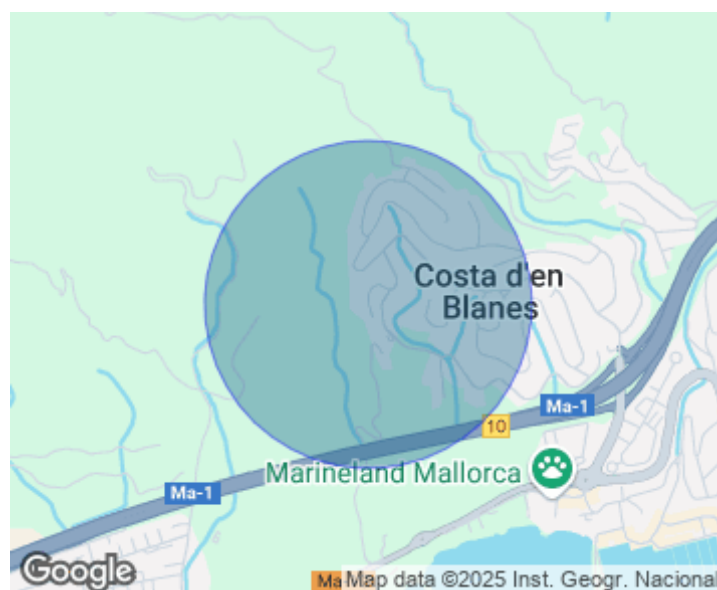 Costa d'en
Blanes
Ma-1
10
Marineland Mallorca
Ma-1
Google
Ma
Map data ©2025 Inst. Geogr. Nacional